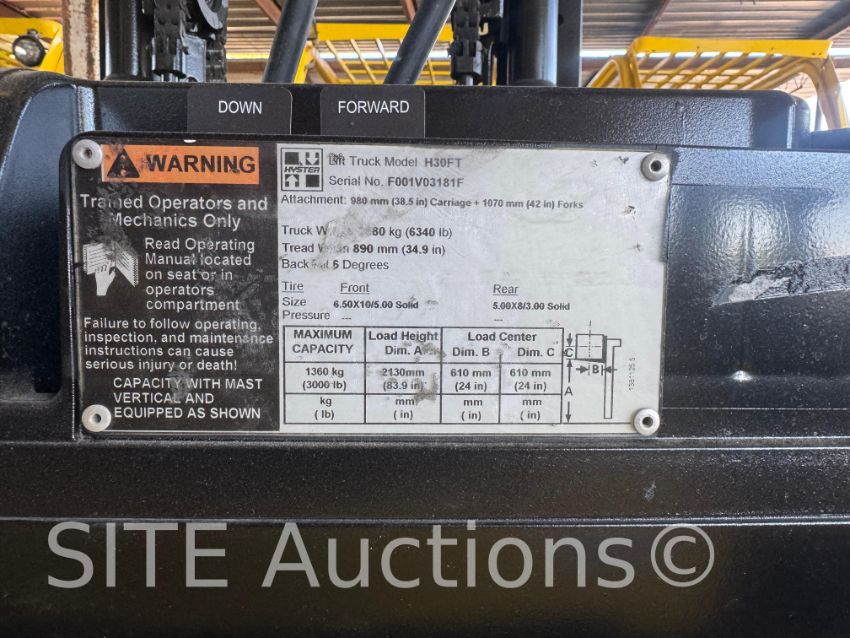 DOWN FORWARD
WARNING
Trained Operators and
Mechanics Only
Read Operating
Manual located
on seat or in
operators
compartment
Failure to follow operating,
inspection, and maintenance
instructions can cause
serious injury or death!
CAPACITY WITH MAST
VERTICAL AND
EQUIPPED AS SHOWN
HYSTER
Lift Truck Model H30FT
Serial No. F001V03181F
Attachment: 980 mm (38.5 in) Carriage + 1070 mm (42 in) Forks
Truck kg (6340 lb)
Tread 890 mm (34.9 in)
Back 6 Degrees
Tire Front Rear
Size 6.50X10/5.00 Solid 5.00X8/3.00 Solid
Pressure --- ---
MAXIMUM CAPACITY Load Height Dim. A Load Center Dim. B Dim. C
1360 kg 2130mm 610 mm 610 mm
(3000 lb) (83.9 in) (24 in) (24 in)
kg mm mm mm
( lb) ( in) ( in) ( in)
C
B
A
SITE Auctions©